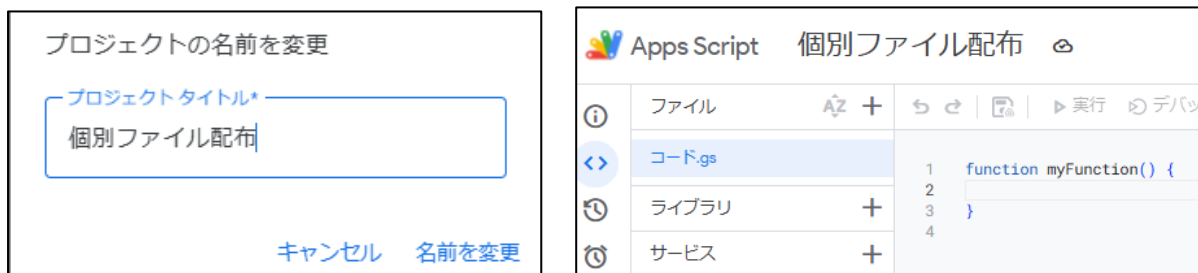 プロジェクトの名前を変更
プロジェクト タイトル*
個別ファイル配布
キャンセル 名前を変更
Apps Script 個別ファイル配布
ファイル AZ
実行 デバッ
コード.gs
1 function myFunction() {
2
3 }
4
ライブラリ
サービス